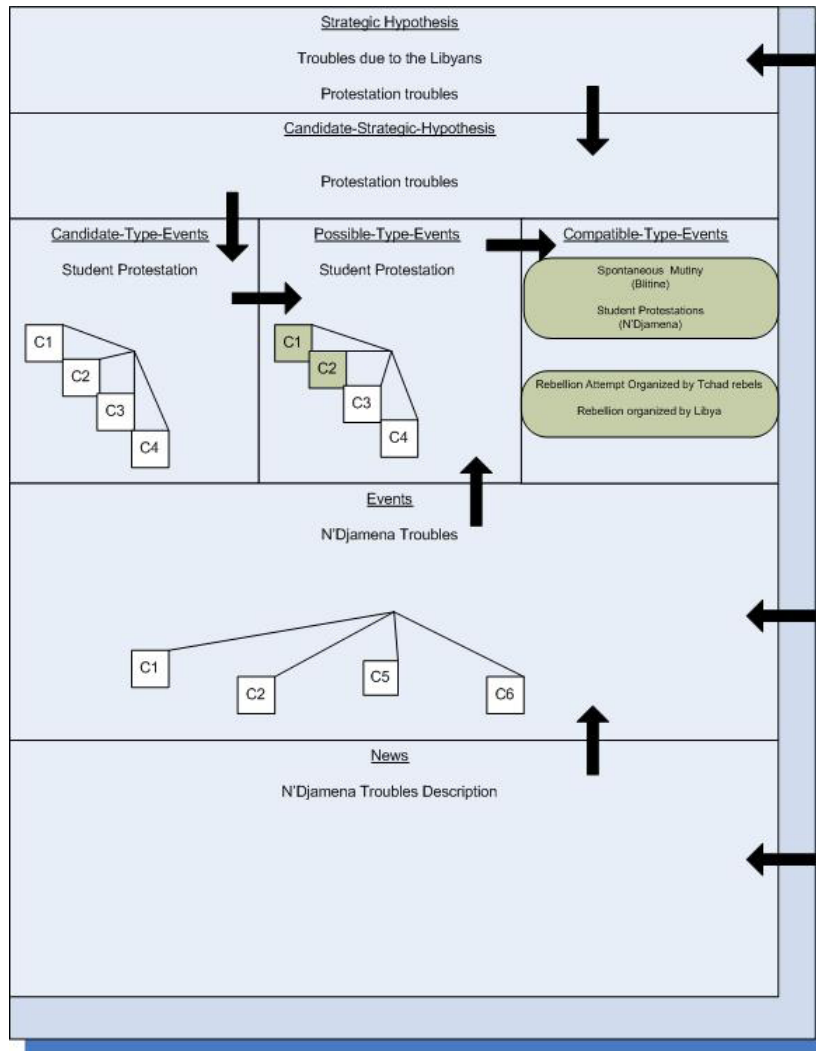 Strategic Hypothesis
Troubles due to the Libyans
Protestation troubles
Candidate-Strategic-Hypothesis
Protestation troubles
Candidate-Type-Events
Student Protestation
C1
C2
C3
C4
Possible-Type-Events
Student Protestation
C1
C2
C3
C4
Compatible-Type-Events
Spontaneous Mutiny
(Biltine)
Student Protestations
(N'Djamena)
Rebellion Attempt Organized by Tchad rebels
Rebellion organized by Libya
Events
N'Djamena Troubles
C1
C2
C5
C6
News
N'Djamena Troubles Description